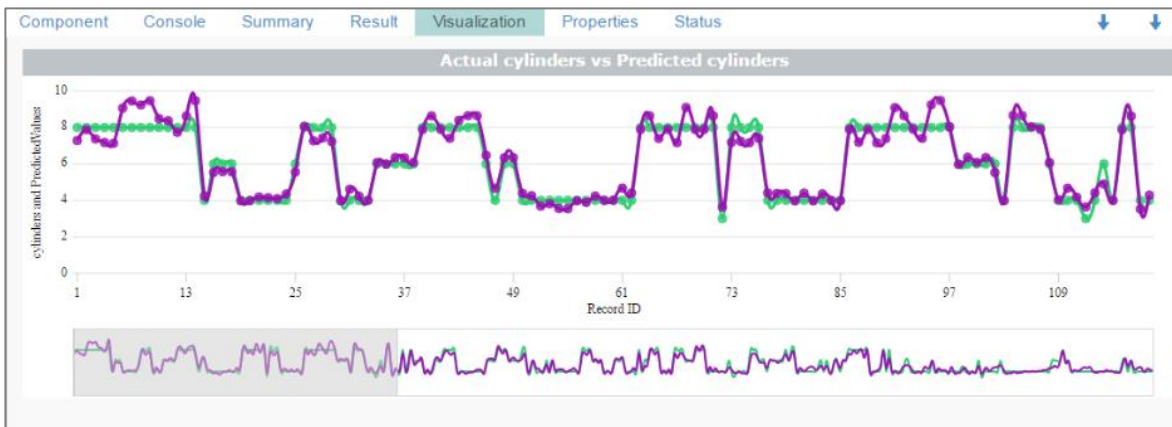 Component Console Summary Result Visualization Properties Status
Actual cylinders vs Predicted cylinders
cylinders and PredictedValues
10
8
6
4
2
0
1 13 25 37 49 61 73 85 97 109
Record ID